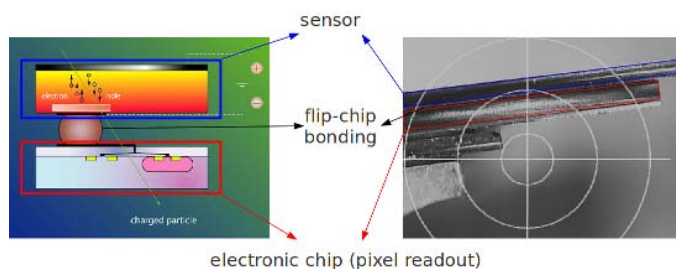 sensor
electron
hole
flip-chip
bonding
charged particle
electronic chip (pixel readout)